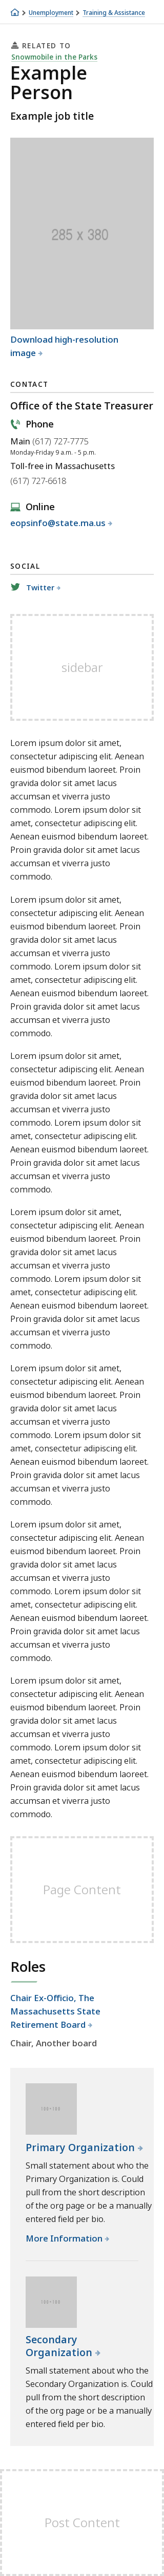 Unemployment Training & Assistance
RELATED TO
Snowmobile in the Parks
Example
Person
Example job title
285 x 380
Download high-resolution
image
CONTACT
Office of the State Treasurer
Phone
Main (617) 727-7775
Monday-Friday 9 a.m. - 5 p.m.
Toll-free in Massachusetts
(617) 727-6618
Online
eopsinfo@state.ma.us
SOCIAL
Twitter
sidebar
Lorem ipsum dolor sit amet,
consectetur adipiscing elit. Aenean
euismod bibendum laoreet. Proin
gravida dolor sit amet lacus
accumsan et viverra justo
commodo. Lorem ipsum dolor sit
amet, consectetur adipiscing elit.
Aenean euismod bibendum laoreet.
Proin gravida dolor sit amet lacus
accumsan et viverra justo
commodo.
Lorem ipsum dolor sit amet,
consectetur adipiscing elit. Aenean
euismod bibendum laoreet. Proin
gravida dolor sit amet lacus
accumsan et viverra justo
commodo. Lorem ipsum dolor sit
amet, consectetur adipiscing elit.
Aenean euismod bibendum laoreet.
Proin gravida dolor sit amet lacus
accumsan et viverra justo
commodo.
Lorem ipsum dolor sit amet,
consectetur adipiscing elit. Aenean
euismod bibendum laoreet. Proin
gravida dolor sit amet lacus
accumsan et viverra justo
commodo. Lorem ipsum dolor sit
amet, consectetur adipiscing elit.
Aenean euismod bibendum laoreet.
Proin gravida dolor sit amet lacus
accumsan et viverra justo
commodo.
Lorem ipsum dolor sit amet,
consectetur adipiscing elit. Aenean
euismod bibendum laoreet. Proin
gravida dolor sit amet lacus
accumsan et viverra justo
commodo. Lorem ipsum dolor sit
amet, consectetur adipiscing elit.
Aenean euismod bibendum laoreet.
Proin gravida dolor sit amet lacus
accumsan et viverra justo
commodo.
Lorem ipsum dolor sit amet,
consectetur adipiscing elit. Aenean
euismod bibendum laoreet. Proin
gravida dolor sit amet lacus
accumsan et viverra justo
commodo. Lorem ipsum dolor sit
amet, consectetur adipiscing elit.
Aenean euismod bibendum laoreet.
Proin gravida dolor sit amet lacus
accumsan et viverra justo
commodo.
Lorem ipsum dolor sit amet,
consectetur adipiscing elit. Aenean
euismod bibendum laoreet. Proin
gravida dolor sit amet lacus
accumsan et viverra justo
commodo. Lorem ipsum dolor sit
amet, consectetur adipiscing elit.
Aenean euismod bibendum laoreet.
Proin gravida dolor sit amet lacus
accumsan et viverra justo
commodo.
Lorem ipsum dolor sit amet,
consectetur adipiscing elit. Aenean
euismod bibendum laoreet. Proin
gravida dolor sit amet lacus
accumsan et viverra justo
commodo. Lorem ipsum dolor sit
amet, consectetur adipiscing elit.
Aenean euismod bibendum laoreet.
Proin gravida dolor sit amet lacus
accumsan et viverra justo
commodo.
Page Content
Roles
Chair Ex-Officio, The
Massachusetts State
Retirement Board
Chair, Another board
Primary Organization
Small statement about who the
Primary Organization is. Could
pull from the short description
of the org page or be a manually
entered field per bio.
More Information
Secondary
Organization
Small statement about who the
Secondary Organization is. Could
pull from the short description
of the org page or be a manually
entered field per bio.
Post Content